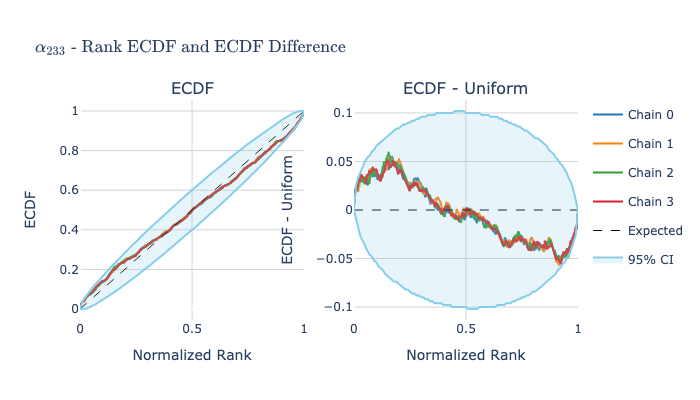 α₂₃₃ - Rank ECDF and ECDF Difference
ECDF
ECDF - Uniform
1
0.8
0.6
0.4
0.2
0
ECDF
0
0.5
1
Normalized Rank
0.1
0.05
0
−0.05
−0.1
ECDF - Uniform
0
0.5
1
Normalized Rank
Chain 0
Chain 1
Chain 2
Chain 3
Expected
95% CI